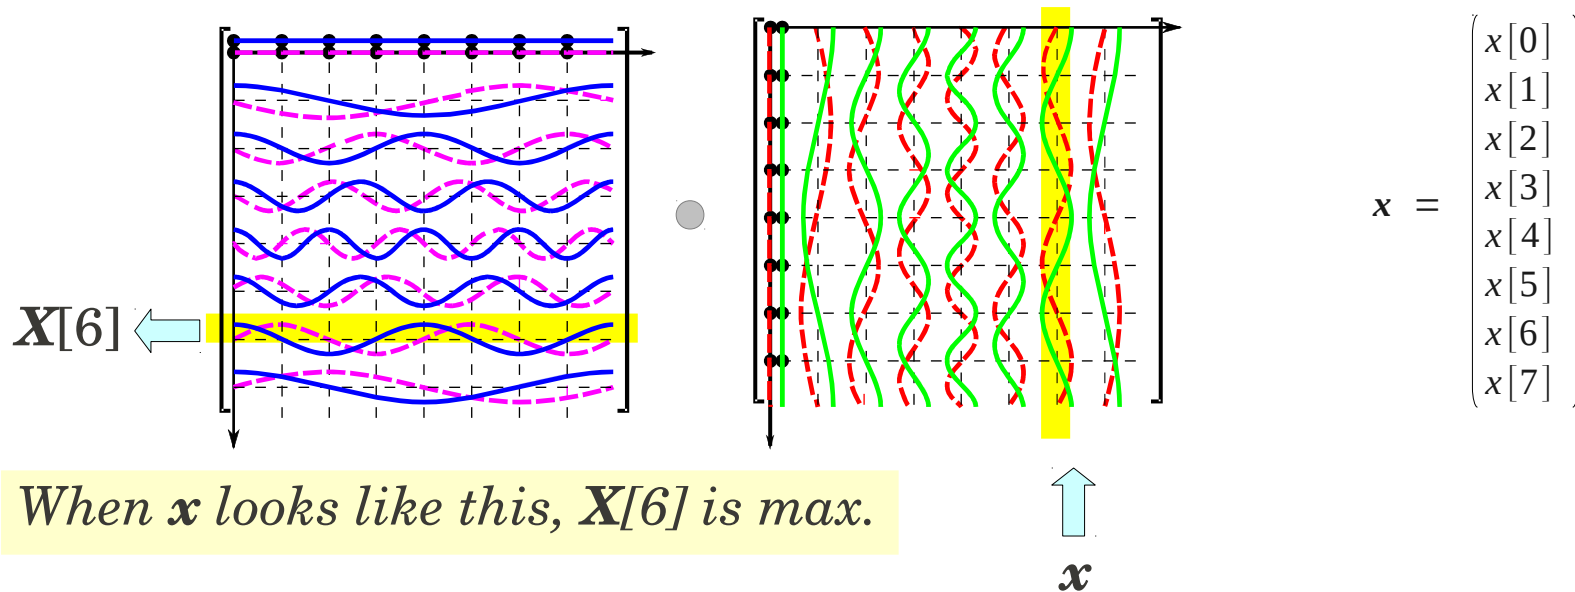 X[6]
When x looks like this, X[6] is max.
x
x =
x[0]
x[1]
x[2]
x[3]
x[4]
x[5]
x[6]
x[7]